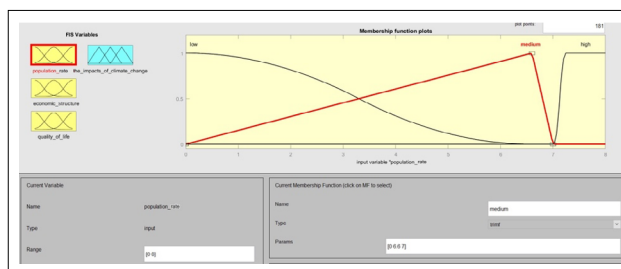 plot points: 181
FIS Variables
Membership function plots
low medium high
1
population_rate the_impacts_of_climate_change
0.5
economic_structure
quality_of_life
0
0 1 2 3 4 5 6 7 8
input variable "population_rate
Current Variable
Current Membership Function (click on MF to select)
Name population_rate
Name medium
Type input
Type trimf
Params [0 6.6 7]
Range